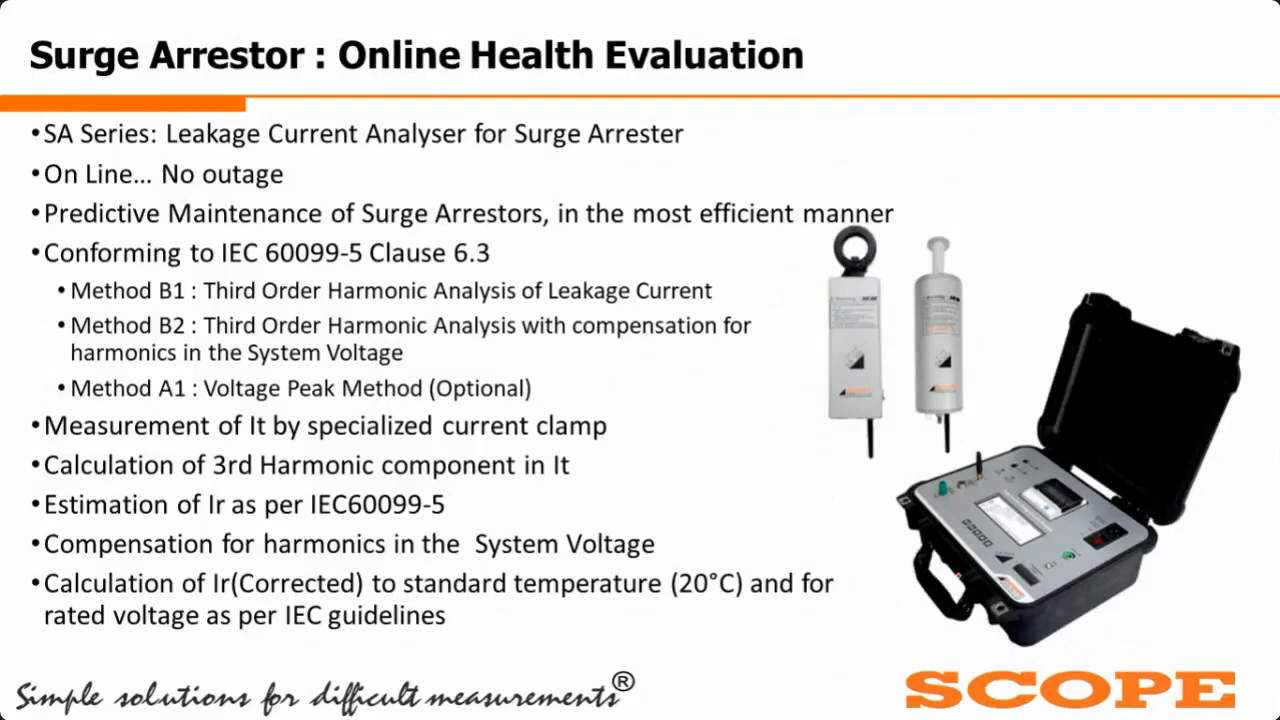 Surge Arrestor : Online Health Evaluation
•SA Series: Leakage Current Analyser for Surge Arrester
•On Line... No outage
•Predictive Maintenance of Surge Arrestors, in the most efficient manner
•Conforming to IEC 60099-5 Clause 6.3
•Method B1 : Third Order Harmonic Analysis of Leakage Current
•Method B2 : Third Order Harmonic Analysis with compensation for
harmonics in the System Voltage
•Method A1 : Voltage Peak Method (Optional)
•Measurement of It by specialized current clamp
•Calculation of 3rd Harmonic component in It
•Estimation of Ir as per IEC60099-5
•Compensation for harmonics in the  System Voltage
•Calculation of Ir(Corrected) to standard temperature (20°C) and for
rated voltage as per IEC guidelines
Simple solutions for difficult measurements®
SCOPE